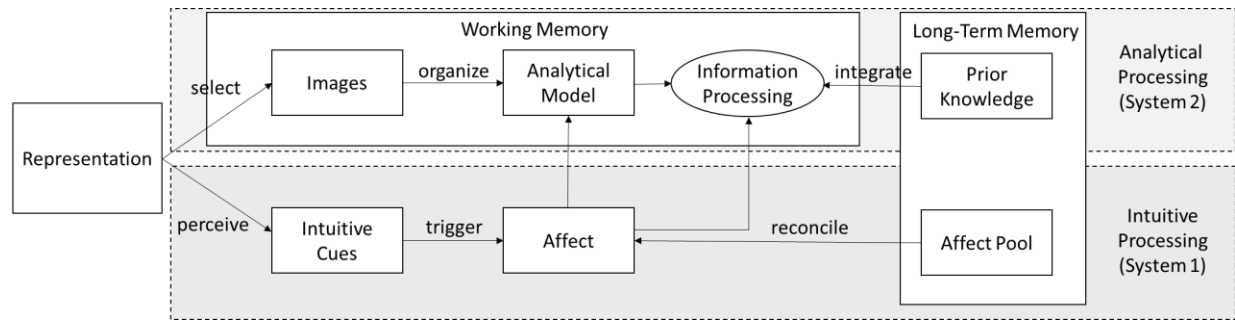 Working Memory
Long-Term Memory
select
Images
organize
Analytical
Model
Information
Processing
integrate
Prior
Knowledge
Analytical
Processing
(System 2)
Representation
perceive
Intuitive
Cues
trigger
Affect
reconcile
Affect Pool
Intuitive
Processing
(System 1)